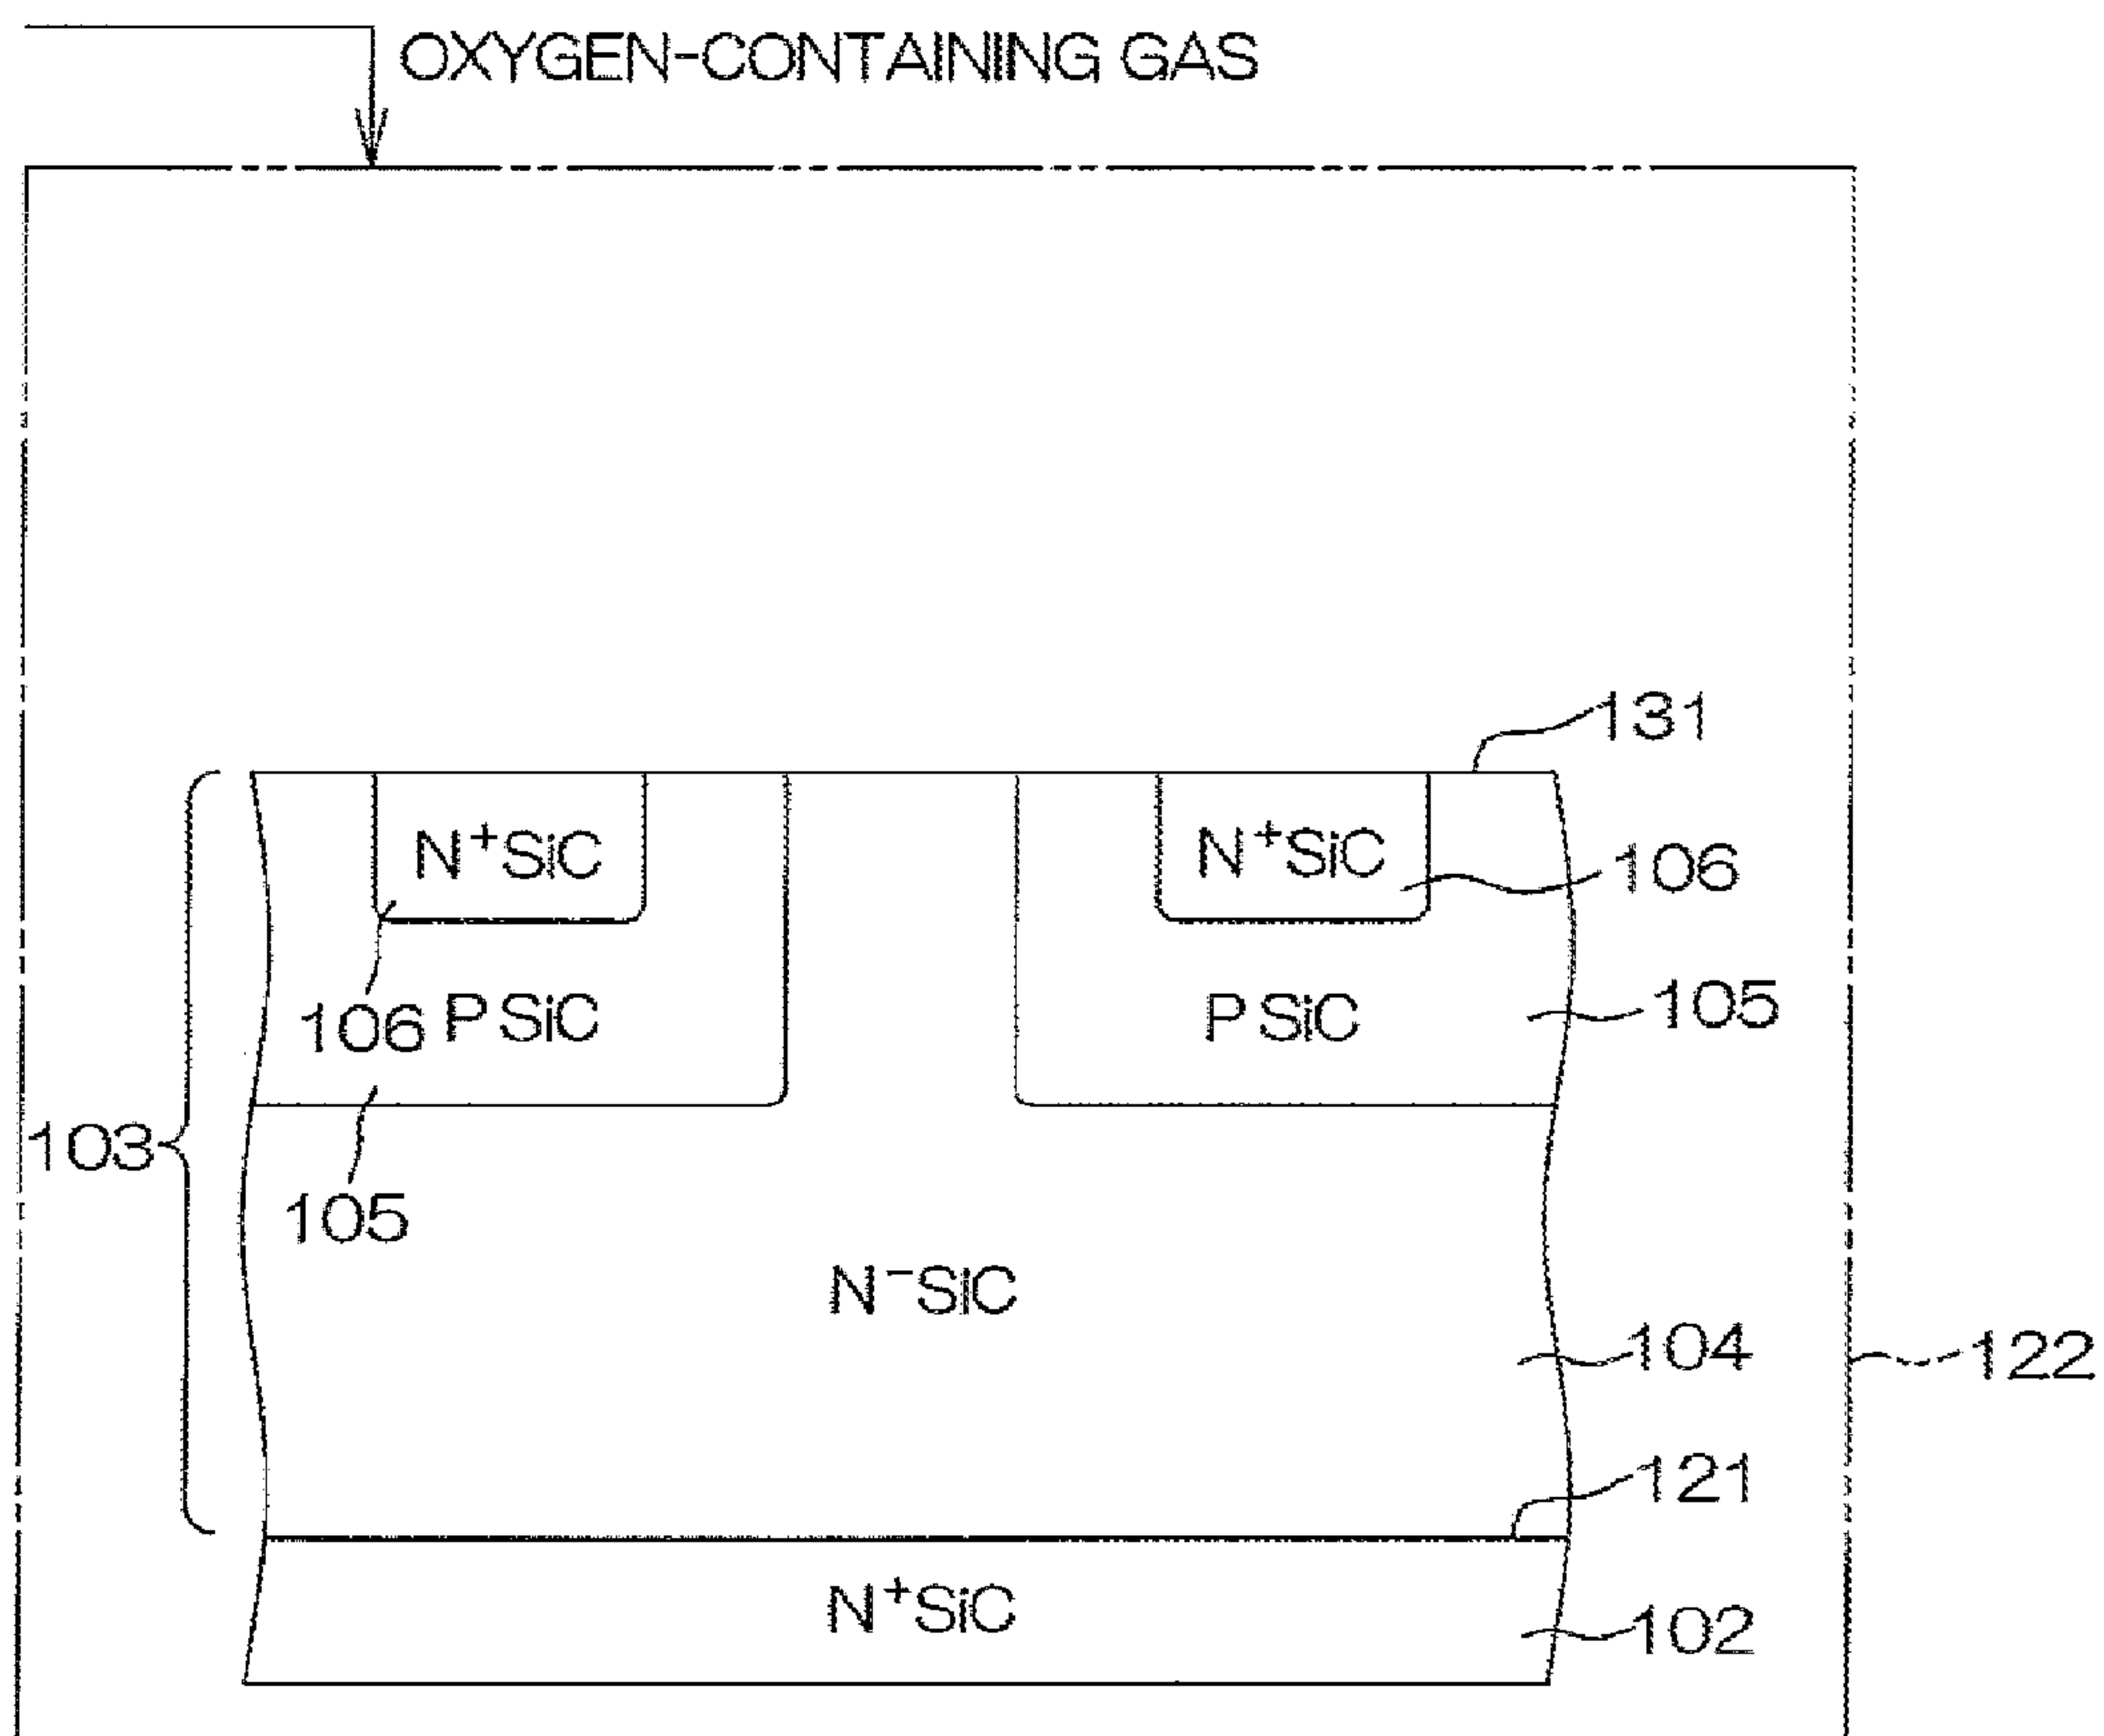 OXYGEN-CONTAINING GAS
131
N⁺SiC
N⁺SiC
106
106
P SiC
P SiC
105
103
105
N⁻SiC
104
122
121
N⁺SiC
102